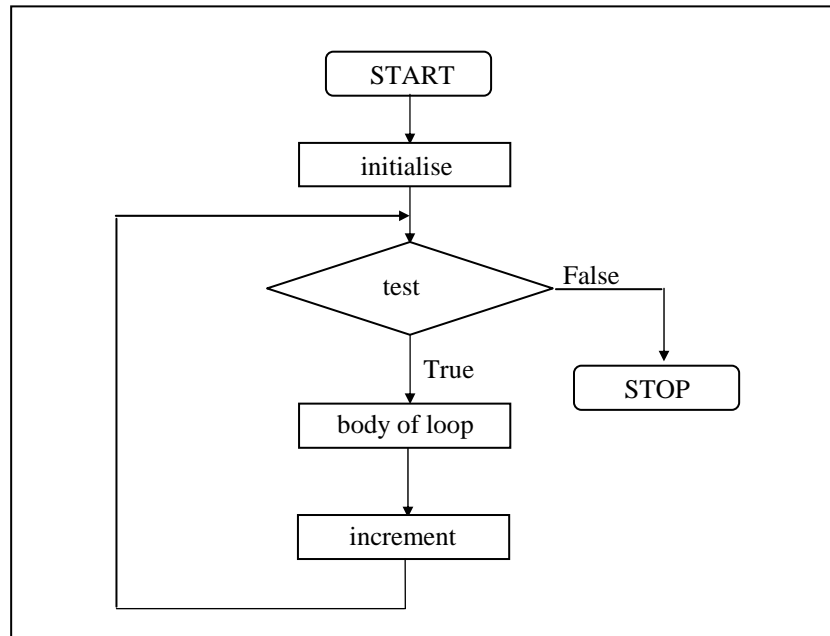 START
initialise
test
False
True
STOP
body of loop
increment